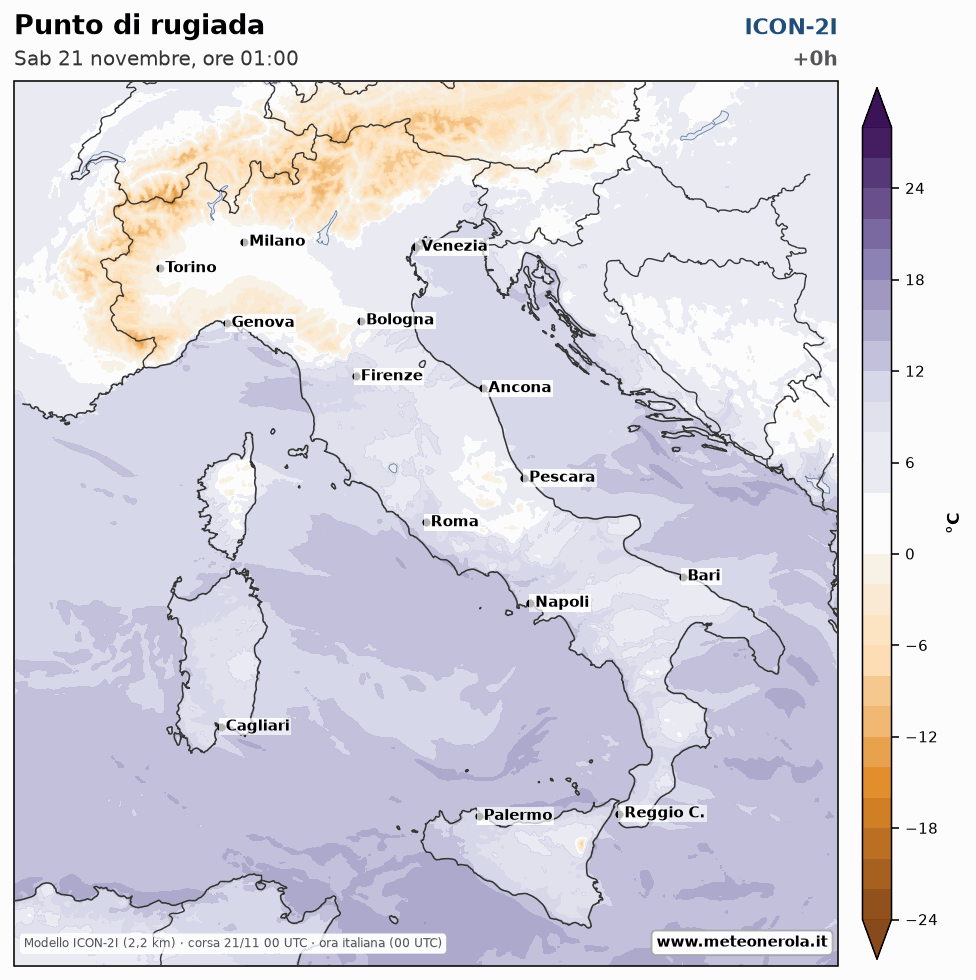 Punto di rugiada
ICON-2I
Sab 21 novembre, ore 01:00
+0h
Milano
Venezia
Torino
Genova
Bologna
Firenze
Ancona
Pescara
Roma
Bari
Napoli
Cagliari
Palermo
Reggio C.
24
18
12
6
0
−6
−12
−18
−24
°C
Modello ICON-2I (2,2 km) · corsa 21/11 00 UTC · ora italiana (00 UTC)
www.meteonerola.it